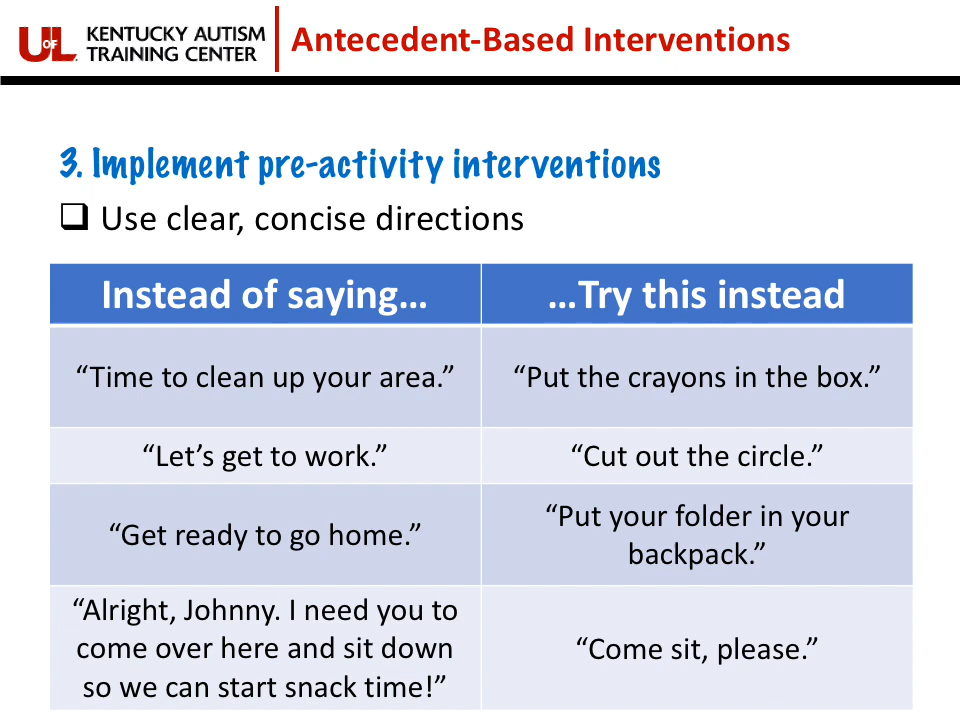 UofL
KENTUCKY AUTISM
TRAINING CENTER
Antecedent-Based Interventions
3. Implement pre-activity interventions
❑ Use clear, concise directions
Instead of saying…
…Try this instead
“Time to clean up your area.”
“Put the crayons in the box.”
“Let’s get to work.”
“Cut out the circle.”
“Get ready to go home.”
“Put your folder in your
backpack.”
“Alright, Johnny. I need you to
come over here and sit down
so we can start snack time!”
“Come sit, please.”